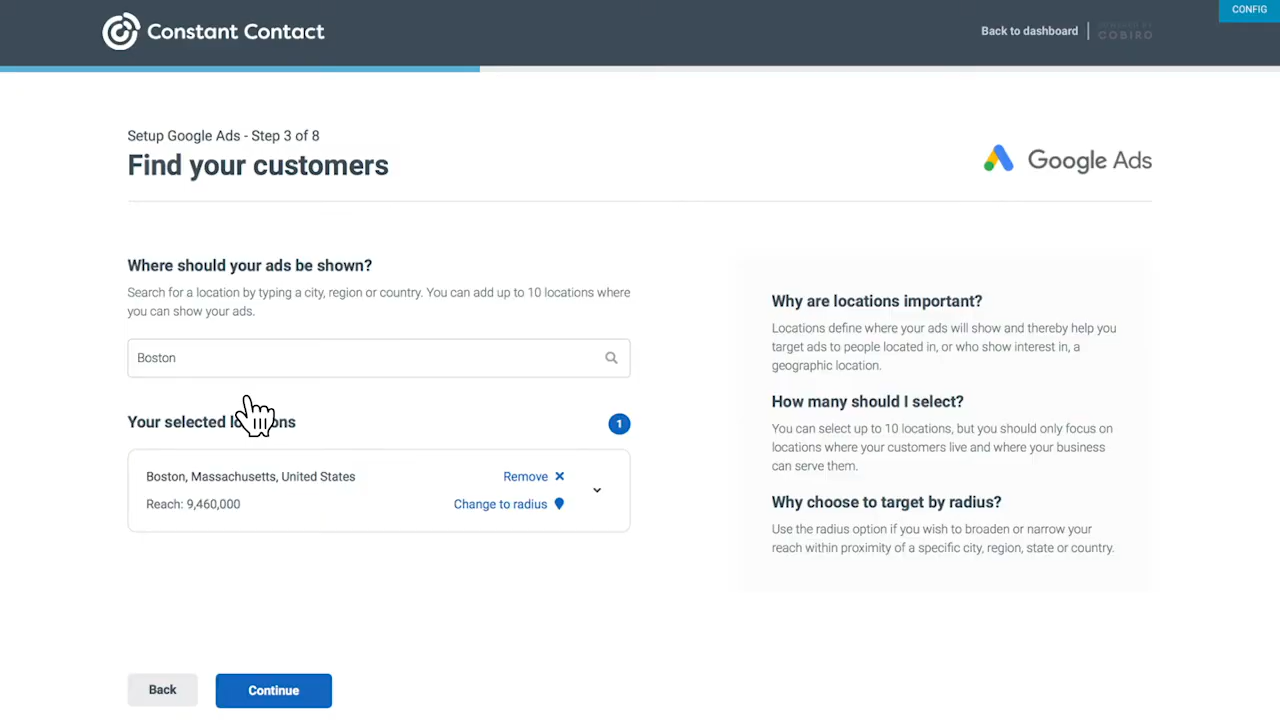 CONFIG
Constant Contact
Back to dashboard
POWERED BY
COBIRO
Setup Google Ads - Step 3 of 8
Find your customers
Google Ads
Where should your ads be shown?
Search for a location by typing a city, region or country. You can add up to 10 locations where
you can show your ads.
Boston
Your selected l ns
1
Boston, Massachusetts, United States
Remove
Reach: 9,460,000
Change to radius
Why are locations important?
Locations define where your ads will show and thereby help you
target ads to people located in, or who show interest in, a
geographic location.
How many should I select?
You can select up to 10 locations, but you should only focus on
locations where your customers live and where your business
can serve them.
Why choose to target by radius?
Use the radius option if you wish to broaden or narrow your
reach within proximity of a specific city, region, state or country.
Back
Continue